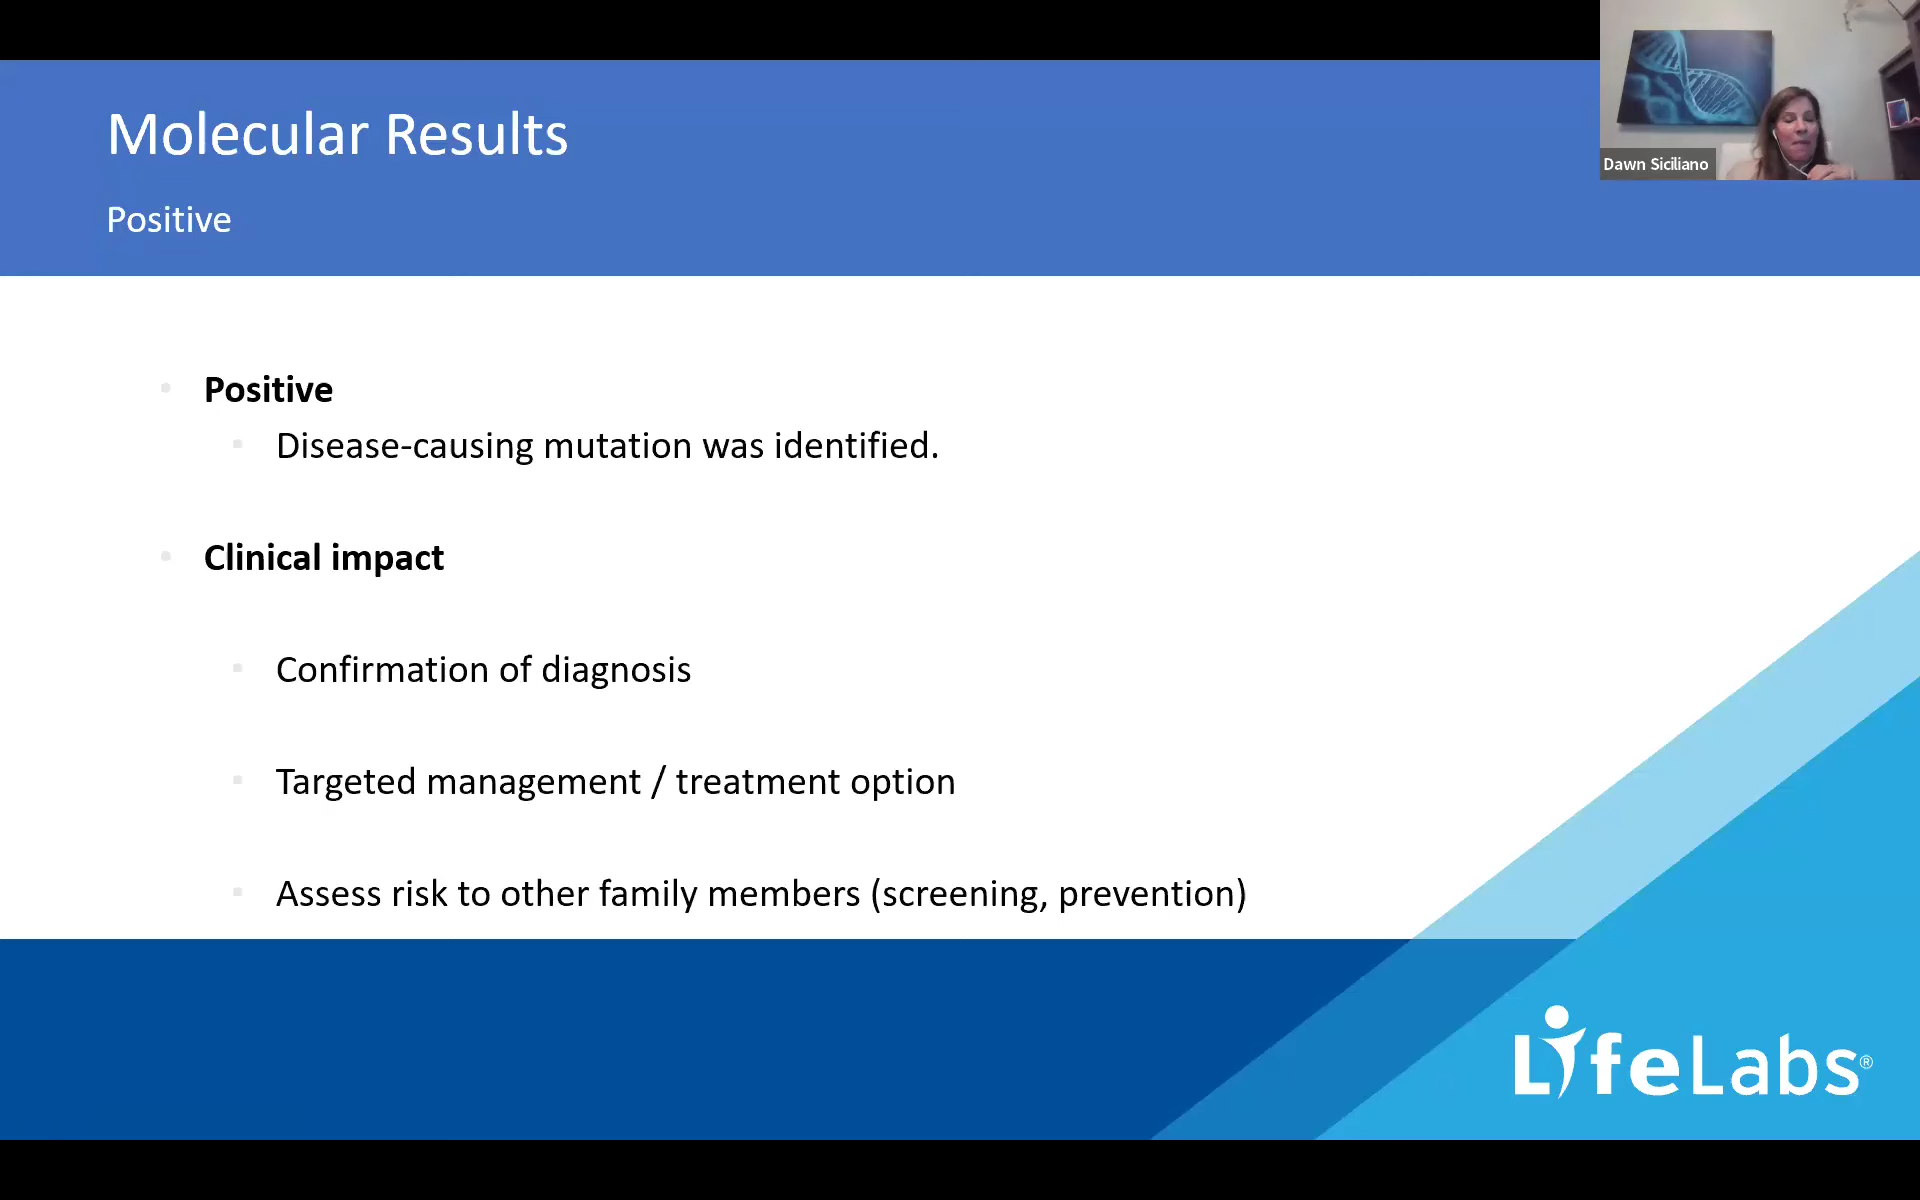 Molecular Results
Positive
Dawn Siciliano
Positive
Disease-causing mutation was identified.
Clinical impact
Confirmation of diagnosis
Targeted management / treatment option
Assess risk to other family members (screening, prevention)
LifeLabs®